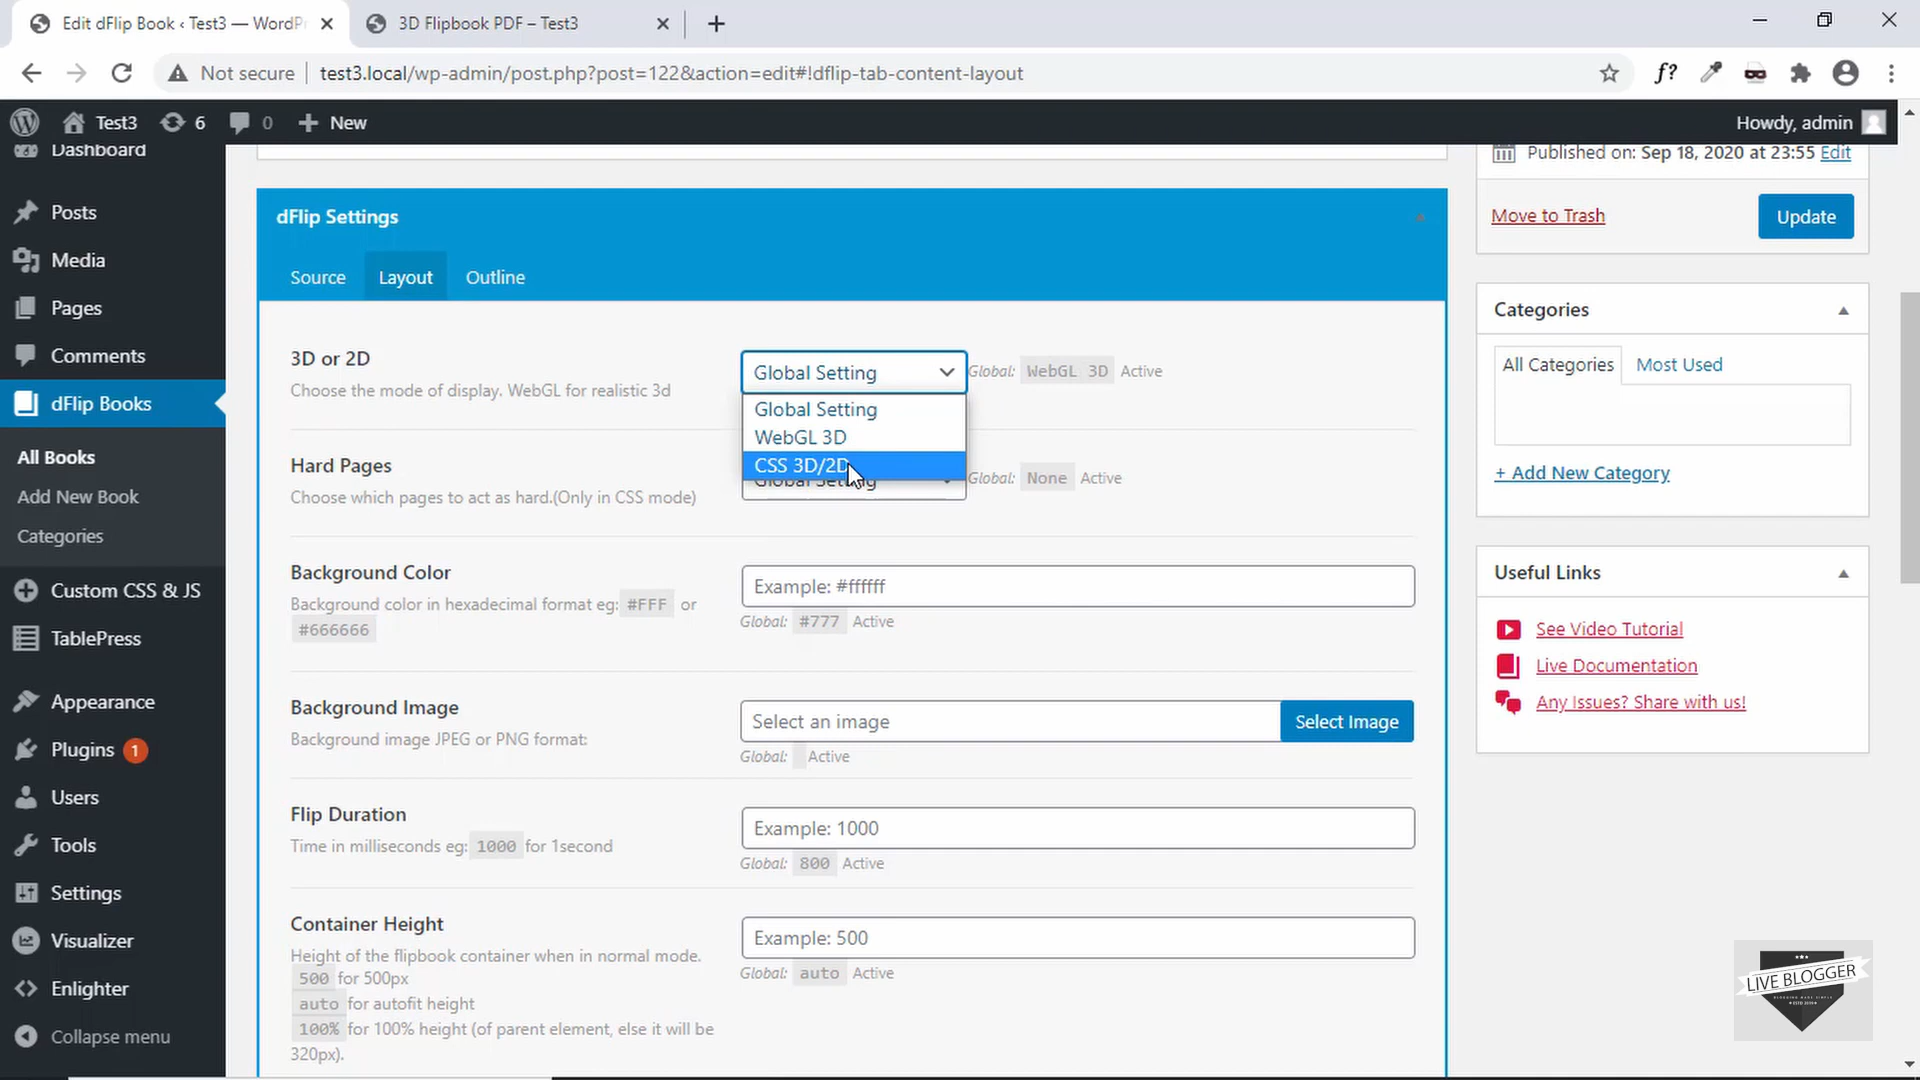 Edit dFlip Book ‹ Test3 — WordPr
3D Flipbook PDF – Test3
Not secure
test3.local/wp-admin/post.php?post=122&action=edit#!dflip-tab-content-layout
f?
Test3
6
0
New
Howdy, admin
Dashboard
Posts
Media
Pages
Comments
dFlip Books
All Books
Add New Book
Categories
Custom CSS & JS
TablePress
Appearance
Plugins 1
Users
Tools
Settings
Visualizer
Enlighter
Collapse menu
dFlip Settings
Source
Layout
Outline
3D or 2D
Choose the mode of display. WebGL for realistic 3d
Global Setting
Global: WebGL 3D Active
Global Setting
WebGL 3D
CSS 3D/2D
Hard Pages
Choose which pages to act as hard.(Only in CSS mode)
Global Setting
Global: None Active
Background Color
Background color in hexadecimal format eg: #FFF or
#666666
Example: #ffffff
Global: #777 Active
Background Image
Background image JPEG or PNG format:
Select an image
Select Image
Global: Active
Flip Duration
Time in milliseconds eg: 1000 for 1second
Example: 1000
Global: 800 Active
Container Height
Height of the flipbook container when in normal mode.
500 for 500px
auto for autofit height
100% for 100% height (of parent element, else it will be
320px).
Example: 500
Global: auto Active
Published on: Sep 18, 2020 at 23:55 Edit
Move to Trash
Update
Categories
All Categories
Most Used
+ Add New Category
Useful Links
See Video Tutorial
Live Documentation
Any Issues? Share with us!
LIVE BLOGGER